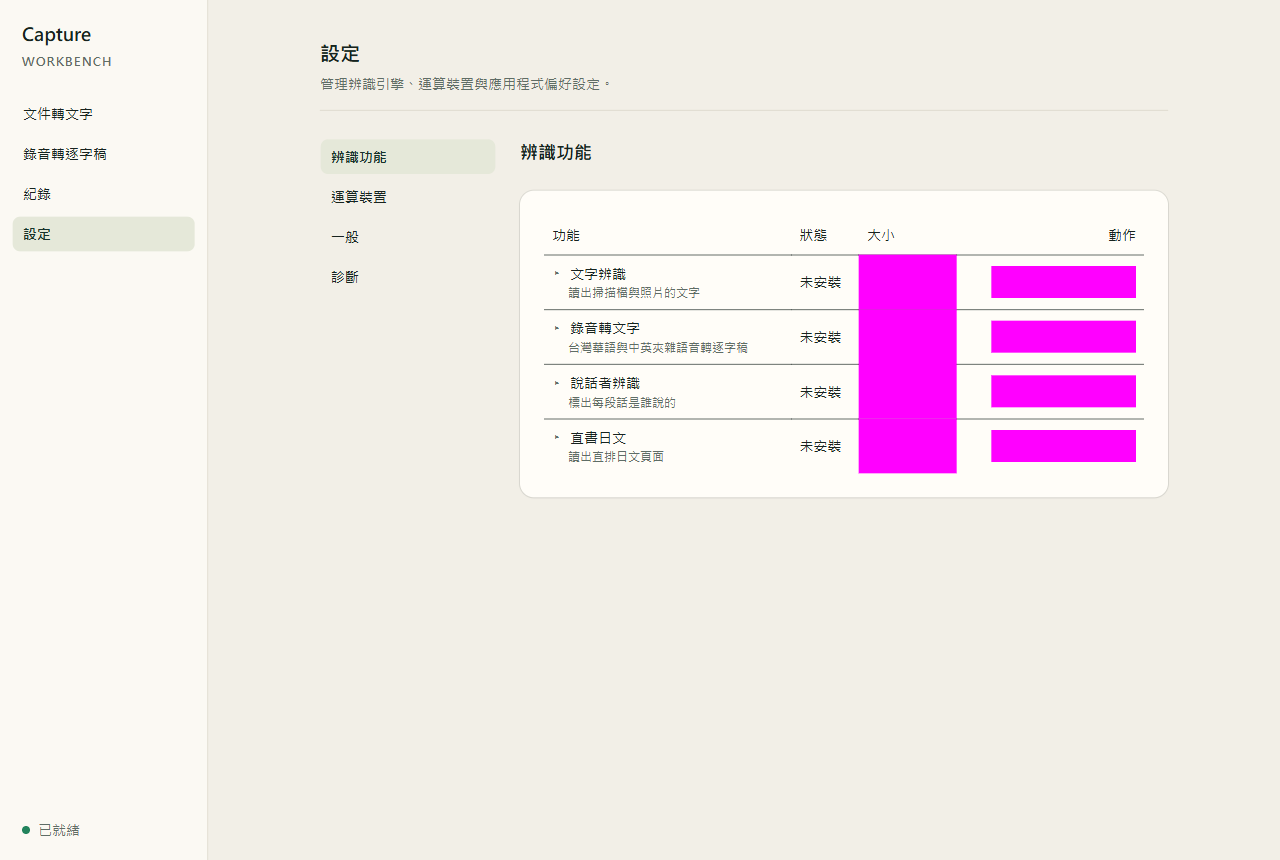 Capture
WORKBENCH
文件轉文字
錄音轉逐字稿
紀錄
設定
已就緒
設定
管理辨識引擎、運算裝置與應用程式偏好設定。
辨識功能
運算裝置
一般
診斷
辨識功能
功能 狀態 大小 動作
文字辨識
讀出掃描檔與照片的文字
未安裝
錄音轉文字
台灣華語與中英夾雜語音轉逐字稿
未安裝
說話者辨識
標出每段話是誰說的
未安裝
直書日文
讀出直排日文頁面
未安裝